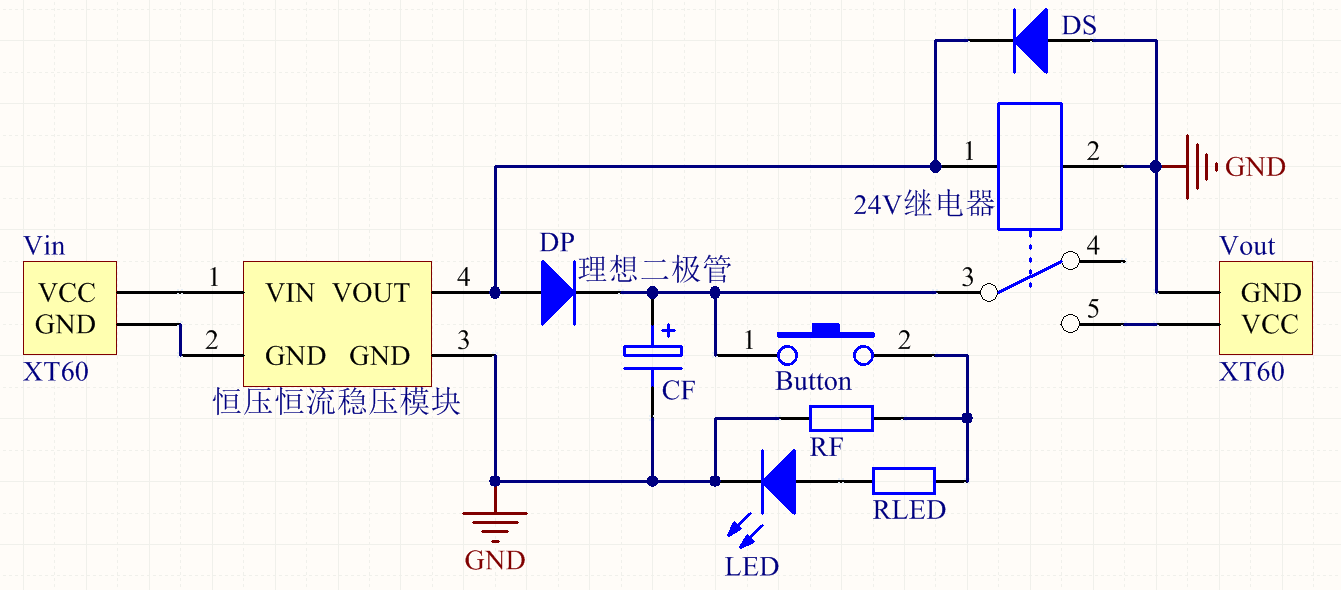 DS
1
2
GND
24V继电器
Vin
DP
理想二极管
4
Vout
VCC
1
VIN
VOUT
4
3
GND
GND
2
GND
GND
3
+
1
2
5
VCC
XT60
恒压恒流稳压模块
CF
Button
XT60
RF
RLED
GND
LED